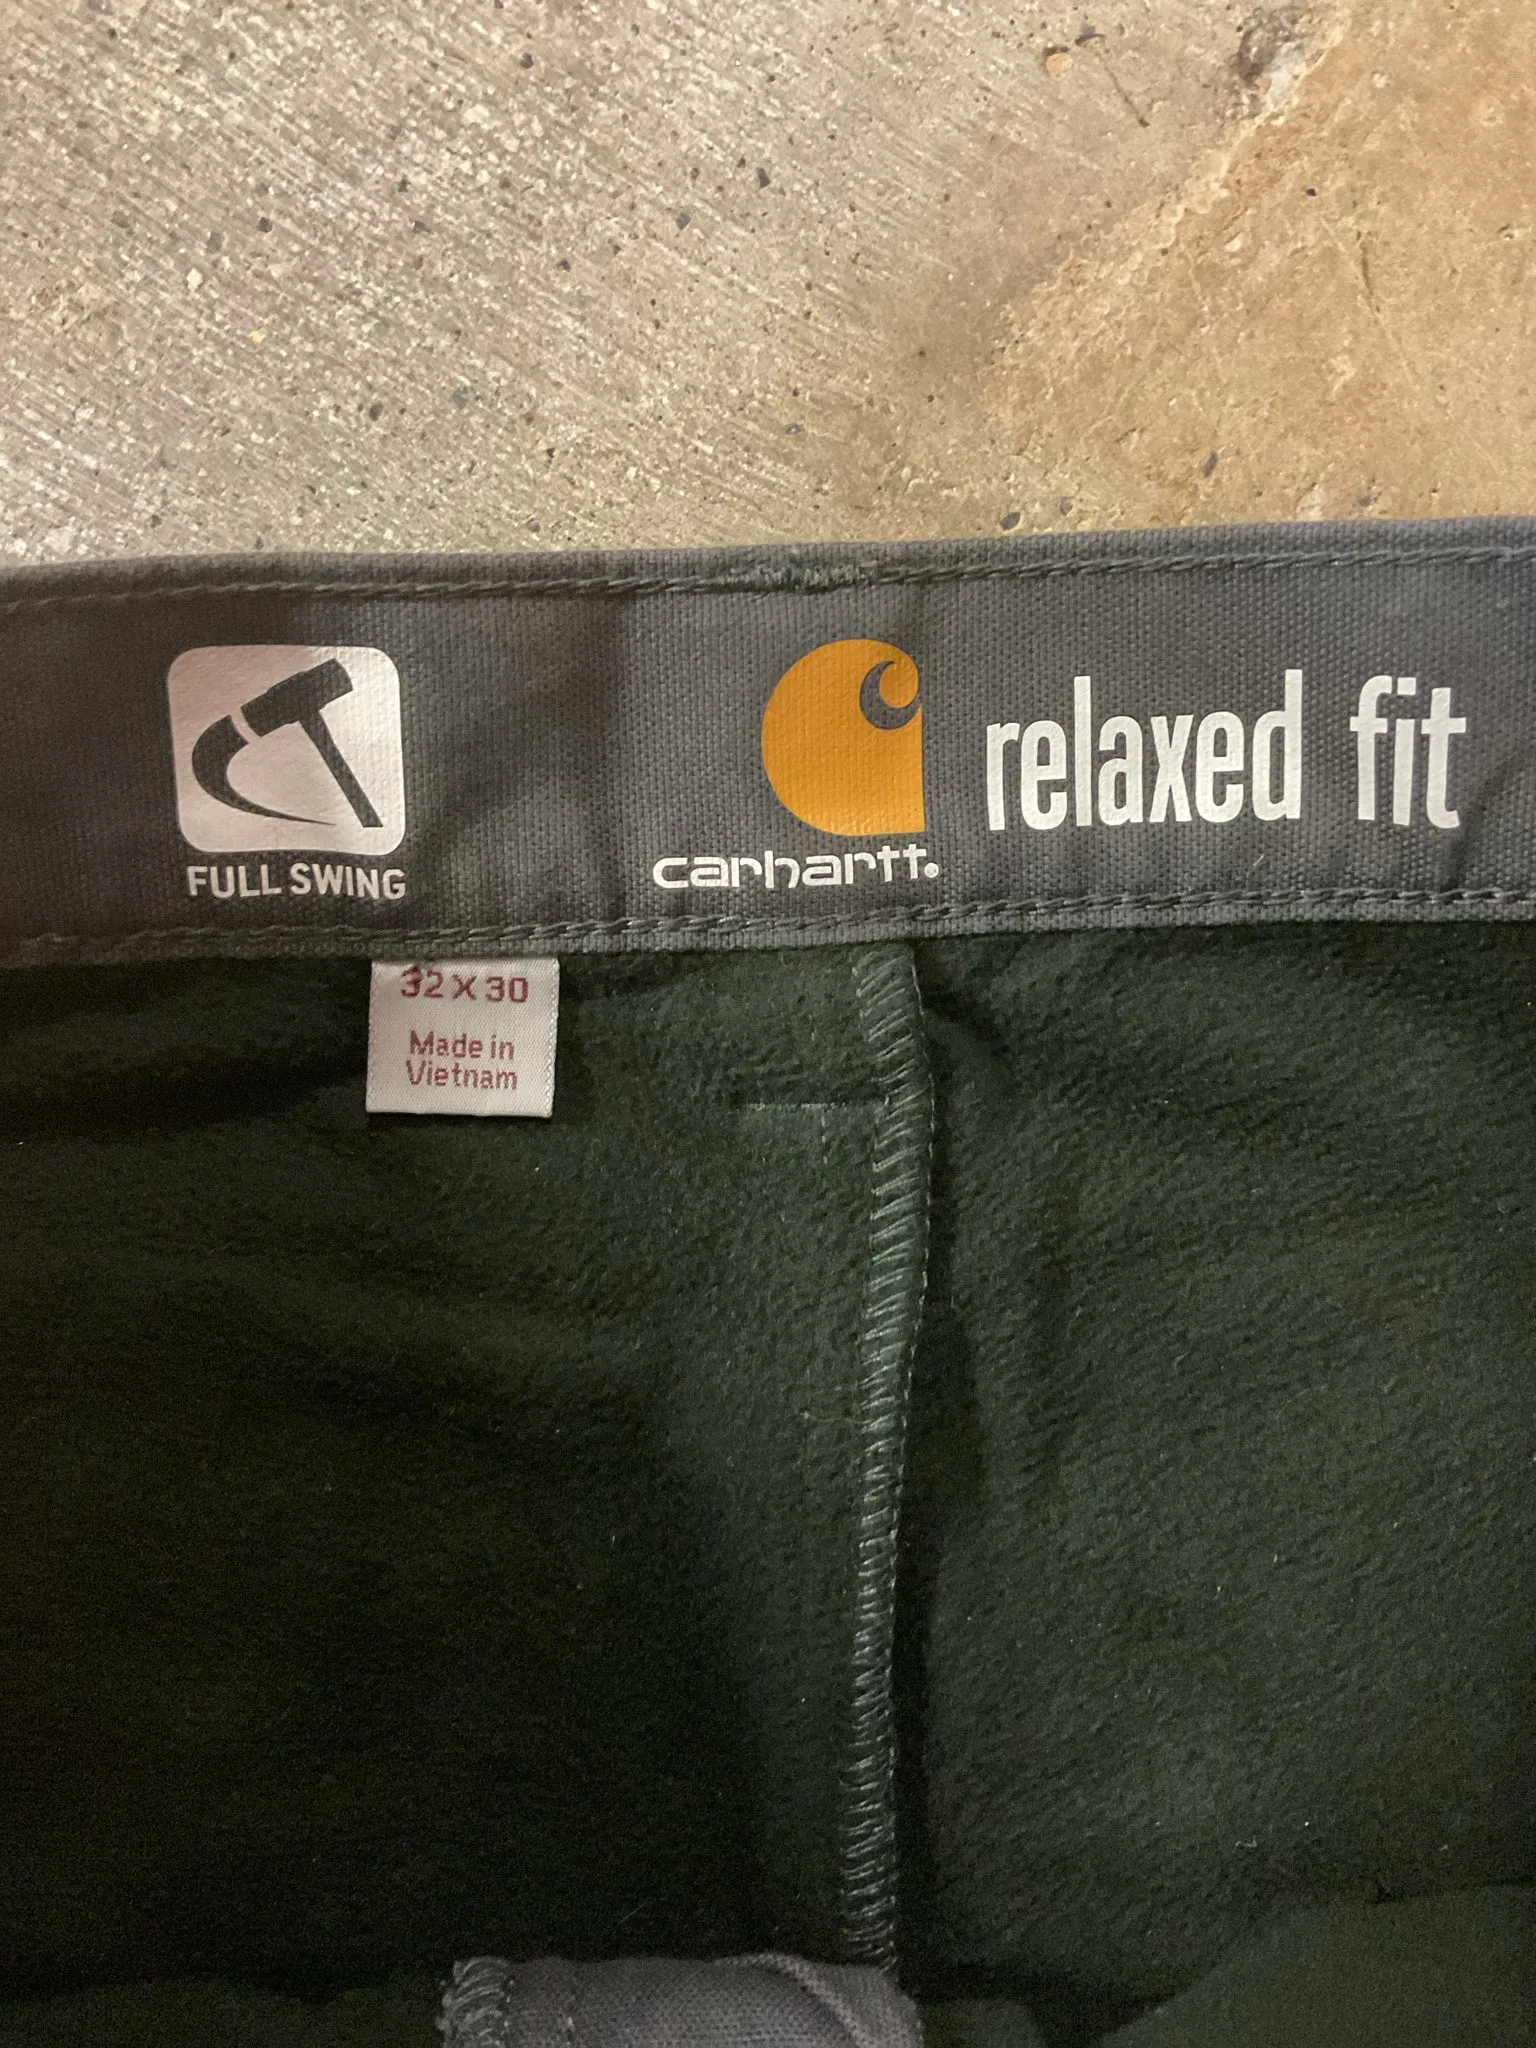 FULL SWING
carhartt.
relaxed fit
32 X 30
Made in
Vietnam